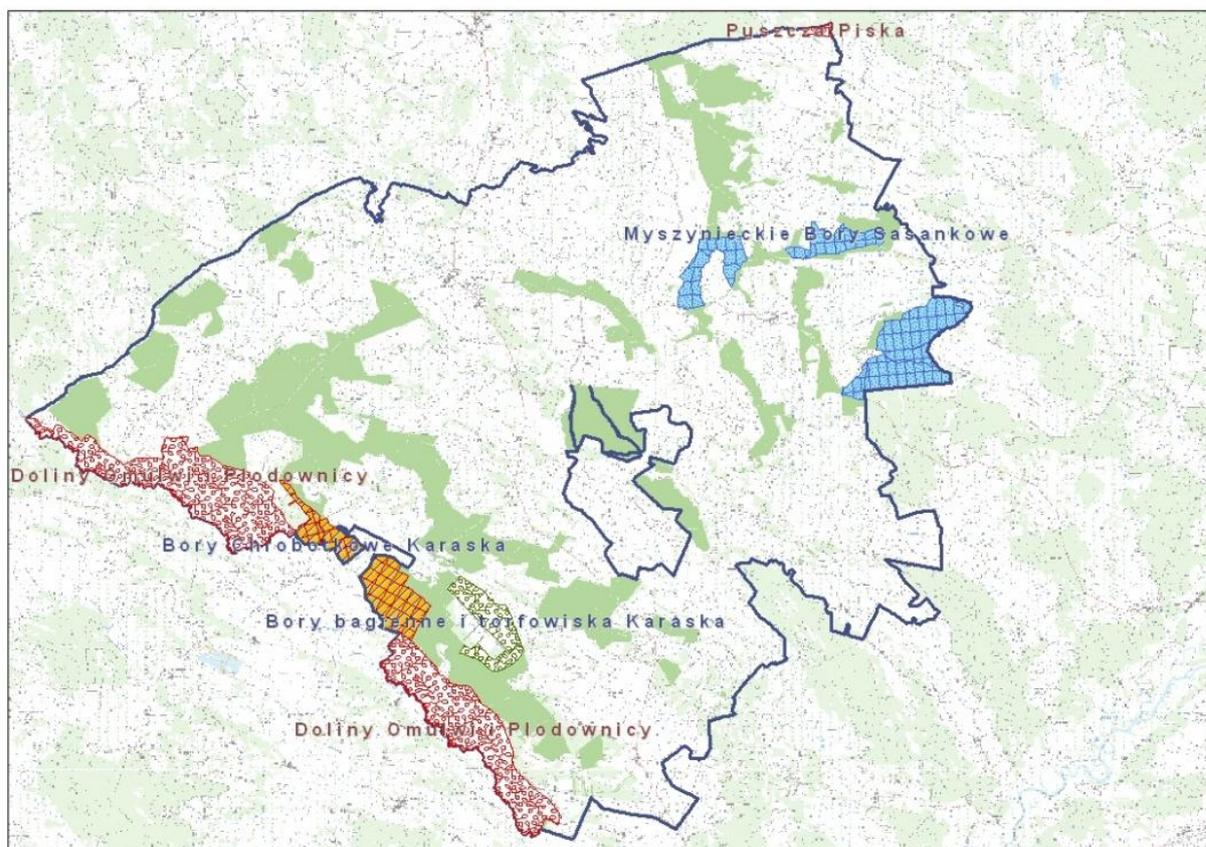 Puszcza Piska
Myszynieckie Bory Sasankowe
Doliny Omulwi i Płodownicy
Bory Chrobotkowe Karaska
Bory bagienne i torfowiska Karaska
Doliny Omulwi i Płodownicy